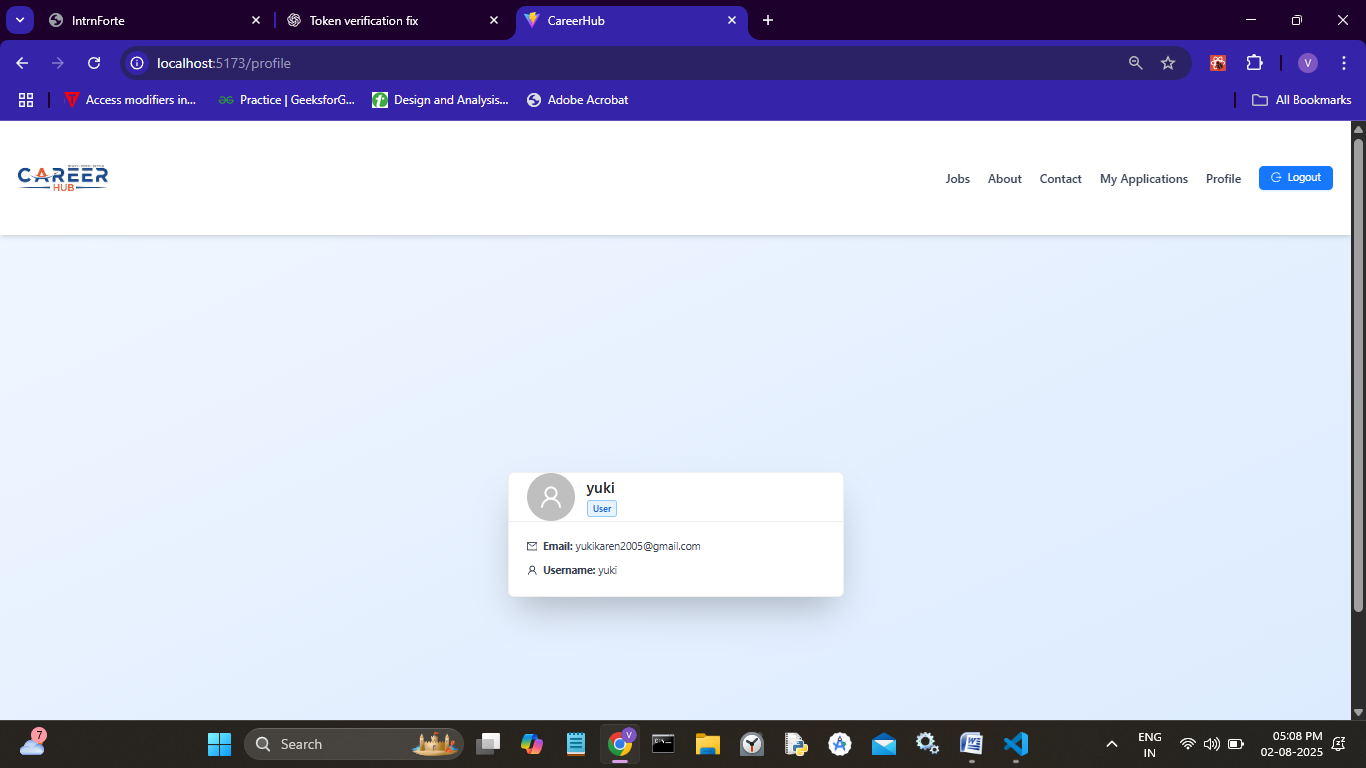 IntrnForte
Token verification fix
CareerHub
localhost:5173/profile
V
Access modifiers in...
Practice | GeeksforG...
Design and Analysis...
Adobe Acrobat
All Bookmarks
CAREER
HUB
Jobs
About
Contact
My Applications
Profile
Logout
yuki
User
Email: yukikaren2005@gmail.com
Username: yuki
7
Search
V
ENG
IN
05:08 PM
02-08-2025